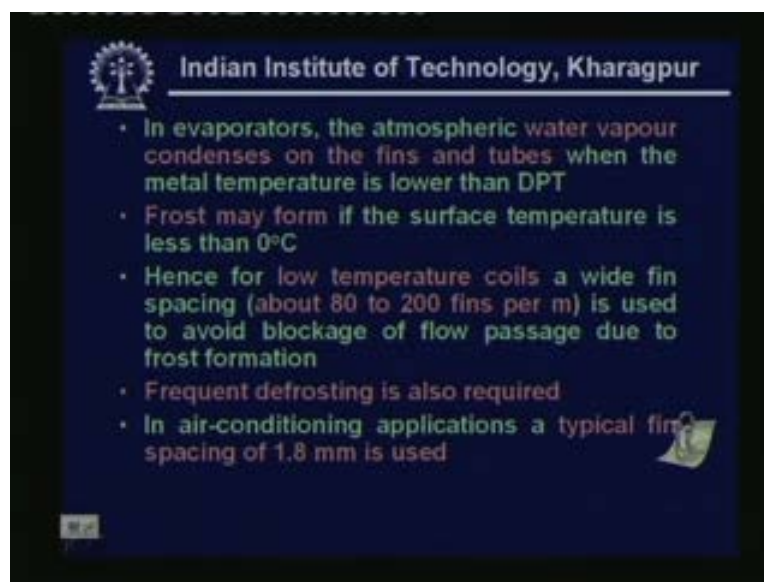 Indian Institute of Technology, Kharagpur
• In evaporators, the atmospheric water vapour
condenses on the fins and tubes when the
metal temperature is lower than DPT
• Frost may form if the surface temperature is
less than 0°C
• Hence for low temperature coils a wide fin
spacing (about 80 to 200 fins per m) is used
to avoid blockage of flow passage due to
frost formation
• Frequent defrosting is also required
• In air-conditioning applications a typical fin
spacing of 1.8 mm is used